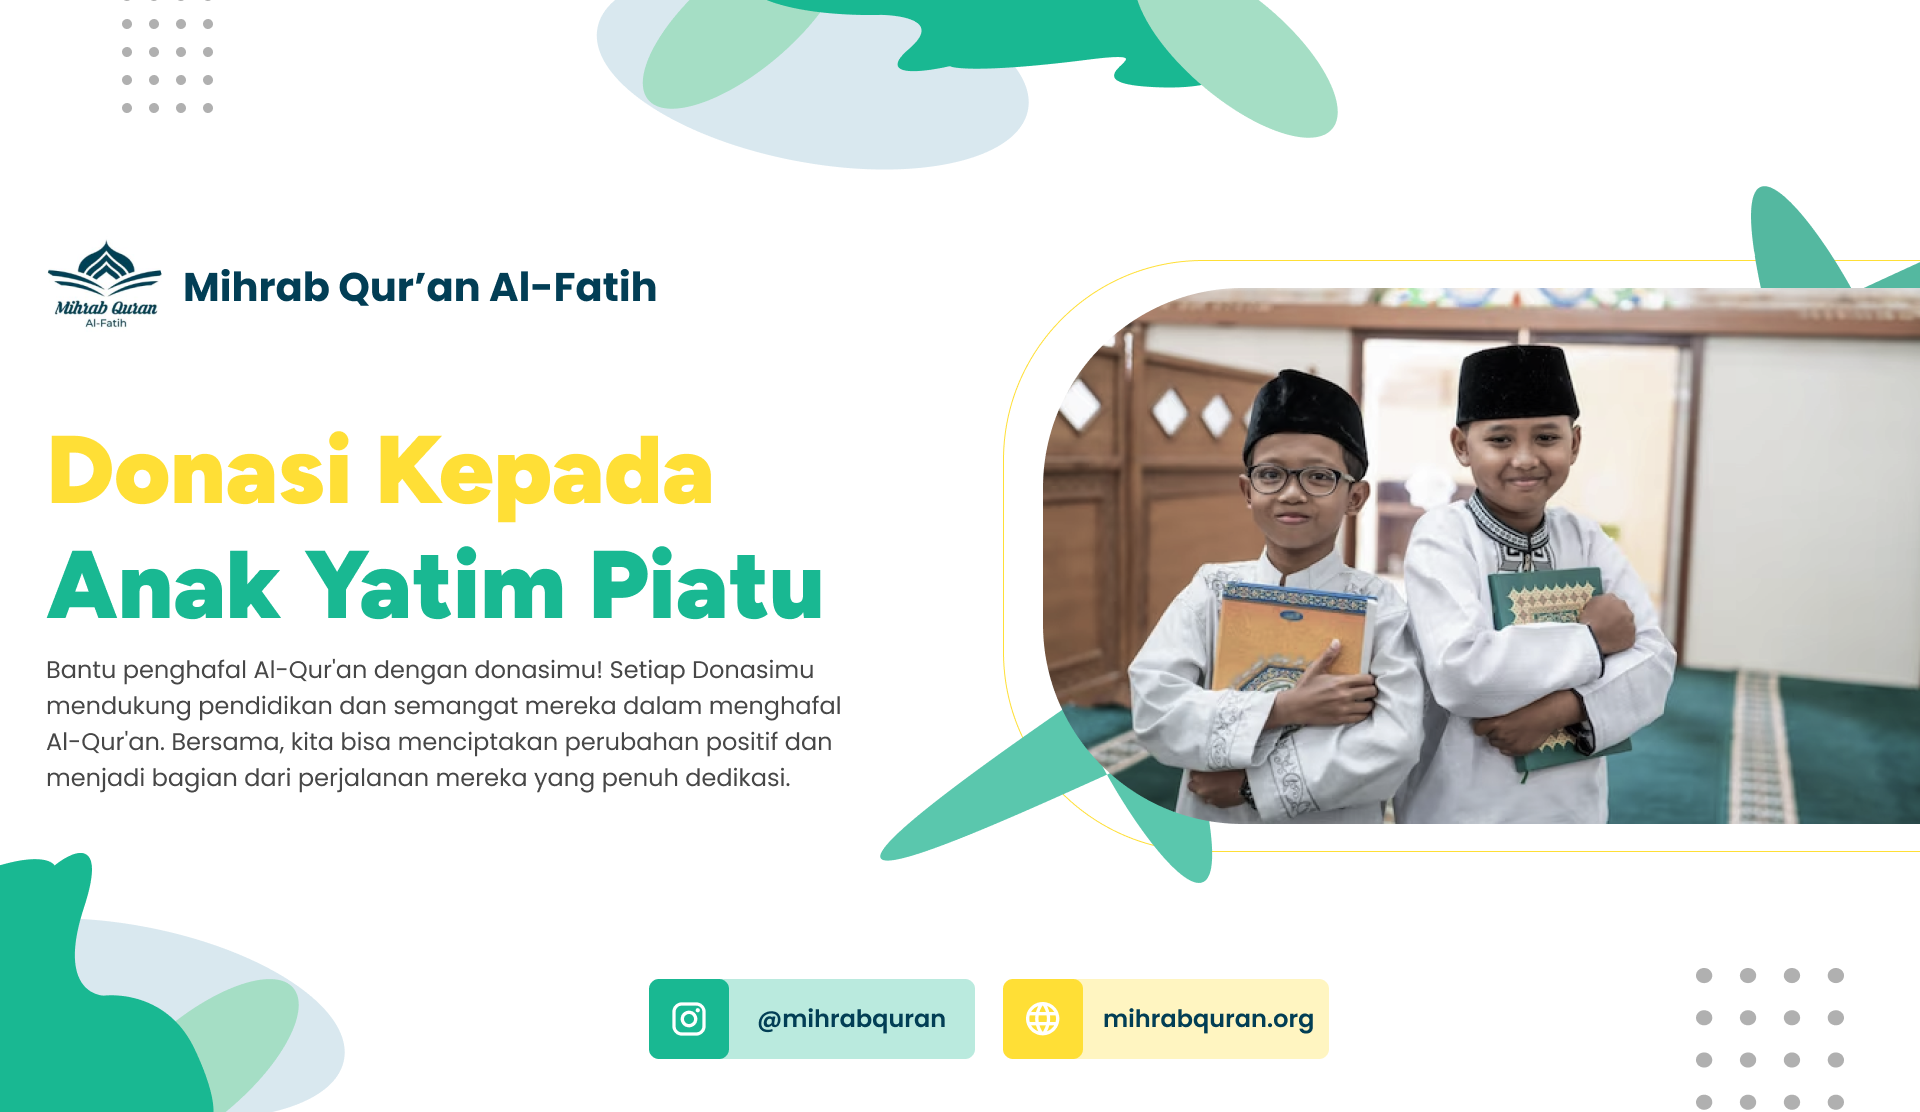 Mihrab Quran
Al-Fatih
Mihrab Qur’an Al-Fatih
Donasi Kepada
Anak Yatim Piatu
Bantu penghafal Al-Qur'an dengan donasimu! Setiap Donasimu
mendukung pendidikan dan semangat mereka dalam menghafal
Al-Qur'an. Bersama, kita bisa menciptakan perubahan positif dan
menjadi bagian dari perjalanan mereka yang penuh dedikasi.
@mihrabquran
mihrabquran.org